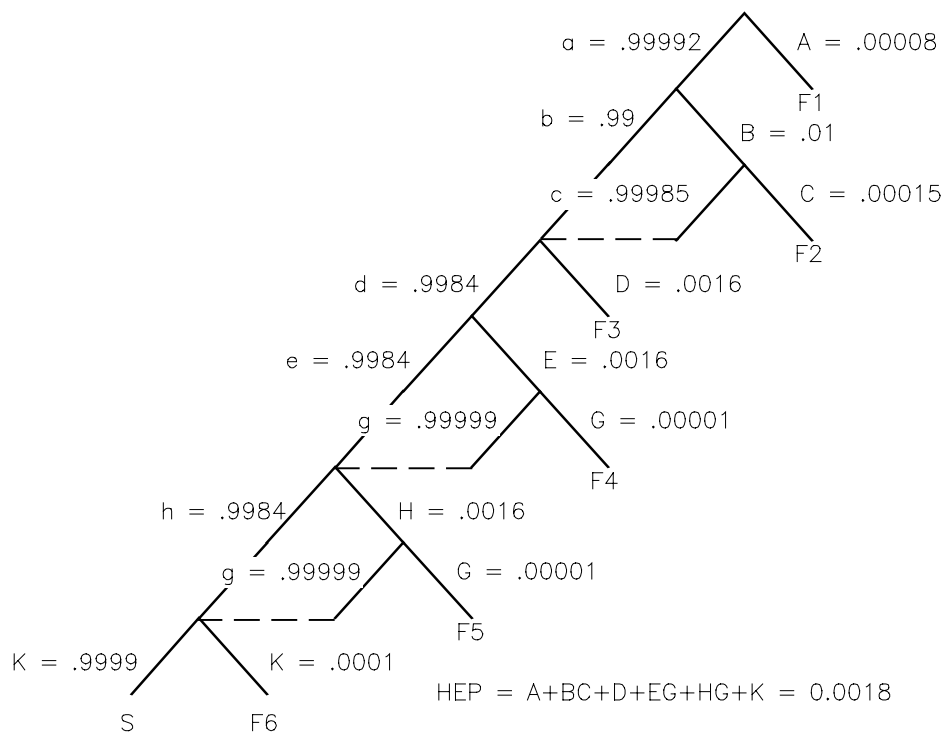 a = .99992 A = .00008
F1
b = .99 B = .01
c = .99985 C = .00015
F2
d = .9984 D = .0016
F3
e = .9984 E = .0016
g = .99999 G = .00001
F4
h = .9984 H = .0016
g = .99999 G = .00001
F5
K = .9999 K = .0001
HEP = A+BC+D+EG+HG+K = 0.0018
S F6